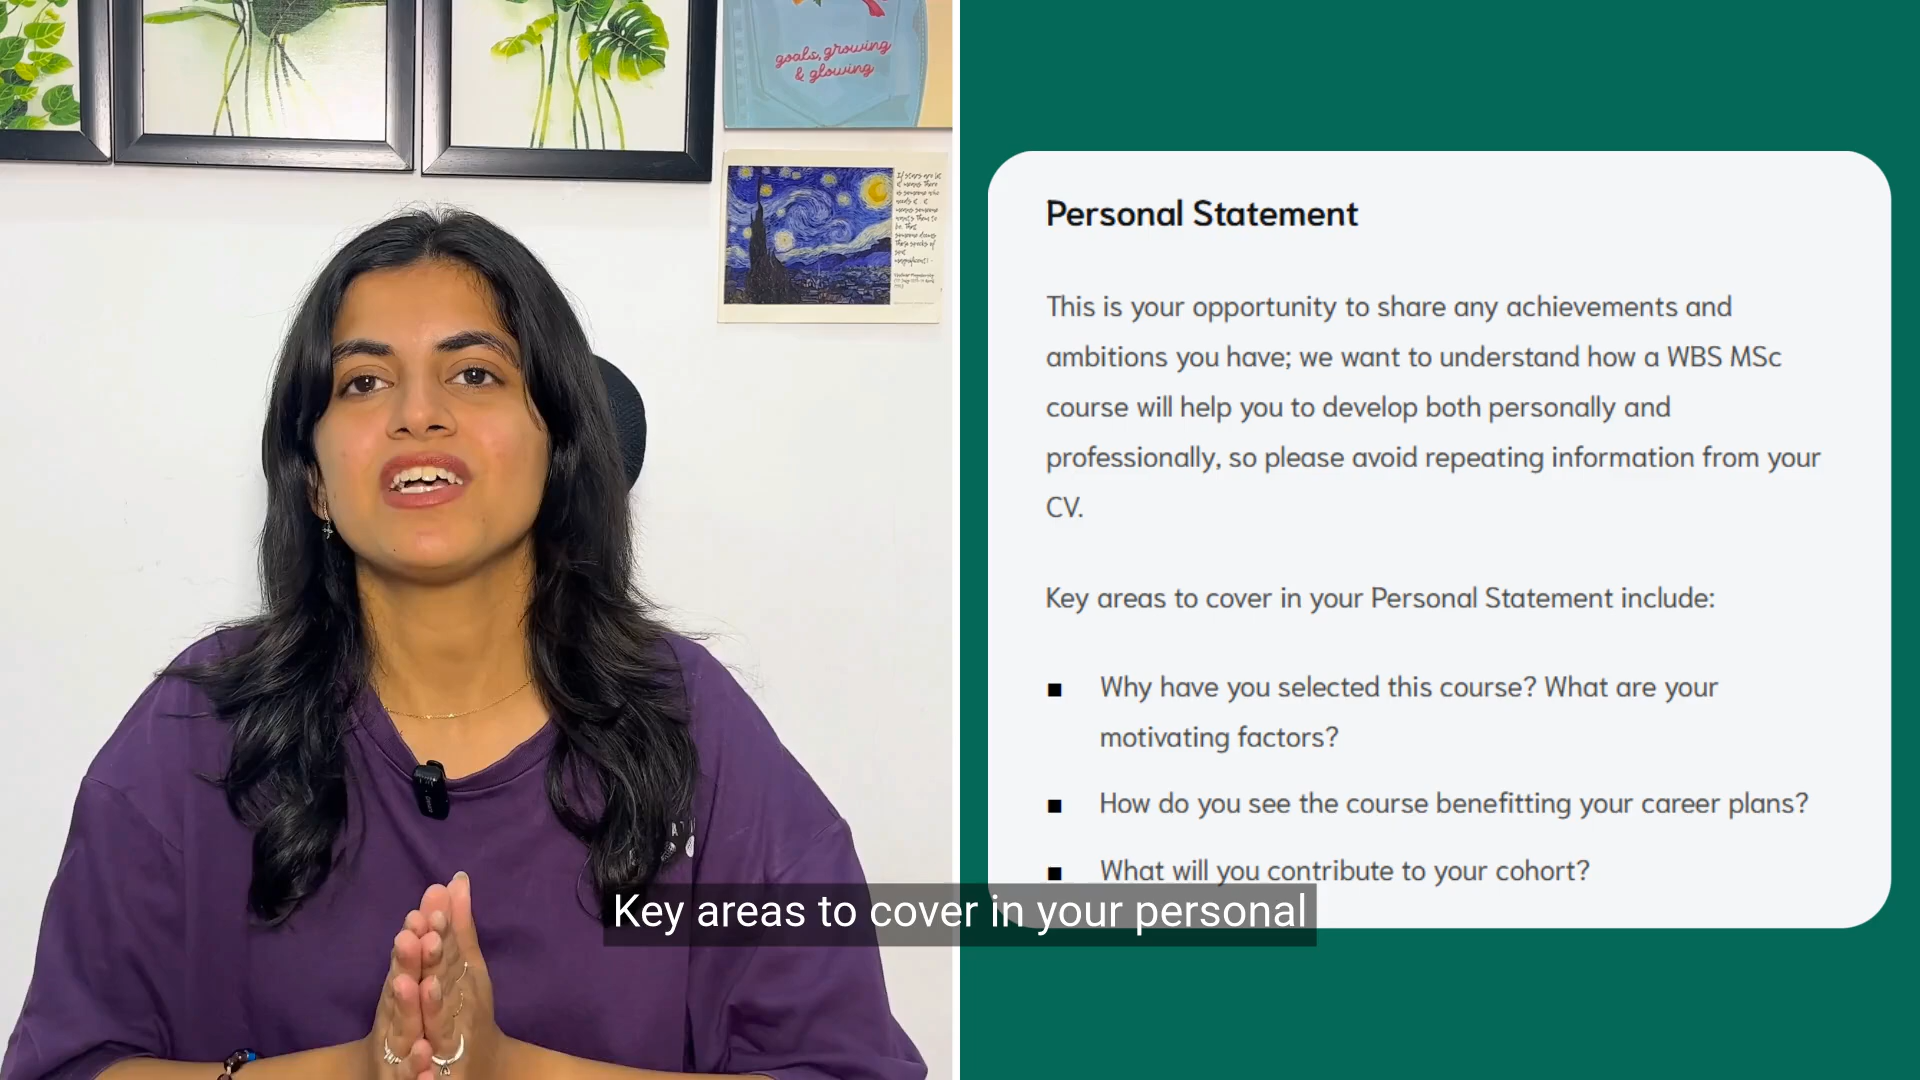 goals, growing
& glowing
Personal Statement
This is your opportunity to share any achievements and
ambitions you have; we want to understand how a WBS MSc
course will help you to develop both personally and
professionally, so please avoid repeating information from your
CV.
Key areas to cover in your Personal Statement include:
■ Why have you selected this course? What are your
motivating factors?
■ How do you see the course benefitting your career plans?
■ What will you contribute to your cohort?
Key areas to cover in your personal